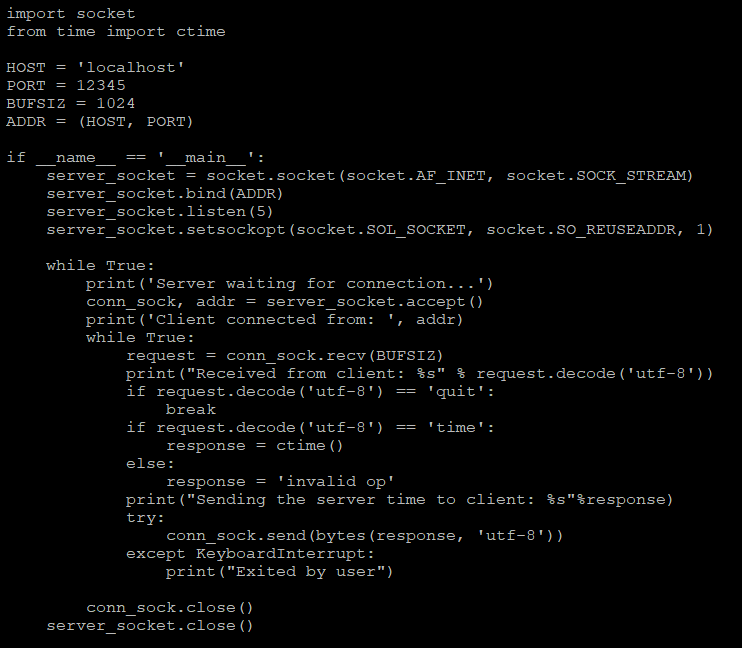 import socket
from time import ctime

HOST = 'localhost'
PORT = 12345
BUFSIZ = 1024
ADDR = (HOST, PORT)

if __name__ == '__main__':
    server_socket = socket.socket(socket.AF_INET, socket.SOCK_STREAM)
    server_socket.bind(ADDR)
    server_socket.listen(5)
    server_socket.setsockopt(socket.SOL_SOCKET, socket.SO_REUSEADDR, 1)

    while True:
        print('Server waiting for connection...')
        conn_sock, addr = server_socket.accept()
        print('Client connected from: ', addr)
        while True:
            request = conn_sock.recv(BUFSIZ)
            print("Received from client: %s" % request.decode('utf-8'))
            if request.decode('utf-8') == 'quit':
                break
            if request.decode('utf-8') == 'time':
                response = ctime()
            else:
                response = 'invalid op'
            print("Sending the server time to client: %s"%response)
            try:
                conn_sock.send(bytes(response, 'utf-8'))
            except KeyboardInterrupt:
                print("Exited by user")

        conn_sock.close()
    server_socket.close()